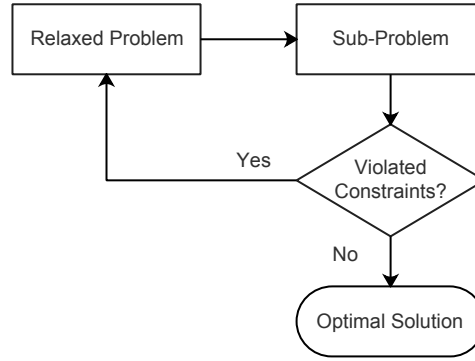 Relaxed Problem
Sub-Problem
Yes
Violated
Constraints?
No
Optimal Solution